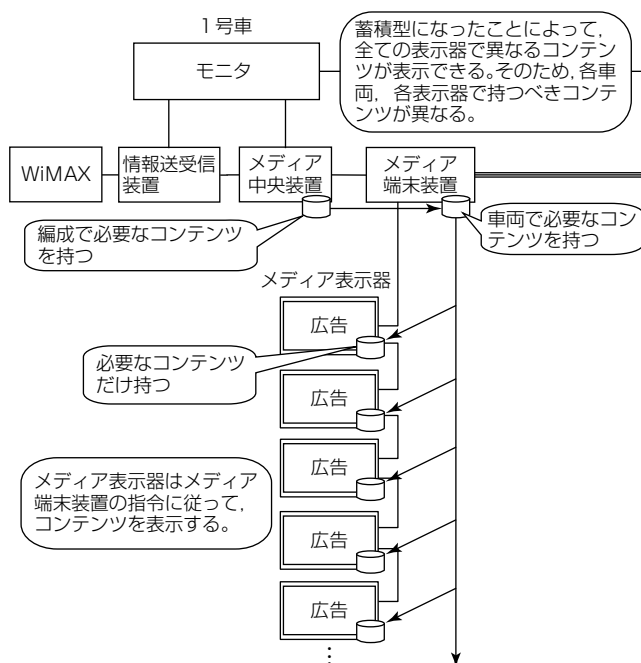 1号車
モニタ
蓄積型になったことによって,
全ての表示器で異なるコンテン
ツが表示できる。そのため, 各車
両, 各表示器で持つべきコンテ
ンツが異なる。
WiMAX
情報送受信
装置
メディア
中央装置
メディア
端末装置
編成で必要なコンテンツ
を持つ
車両で必要なコン
テンツを持つ
メディア表示器
広告
必要なコンテンツ
だけ持つ
広告
広告
メディア表示器はメディア
端末装置の指令に従って,
コンテンツを表示する。
広告
広告
⋮